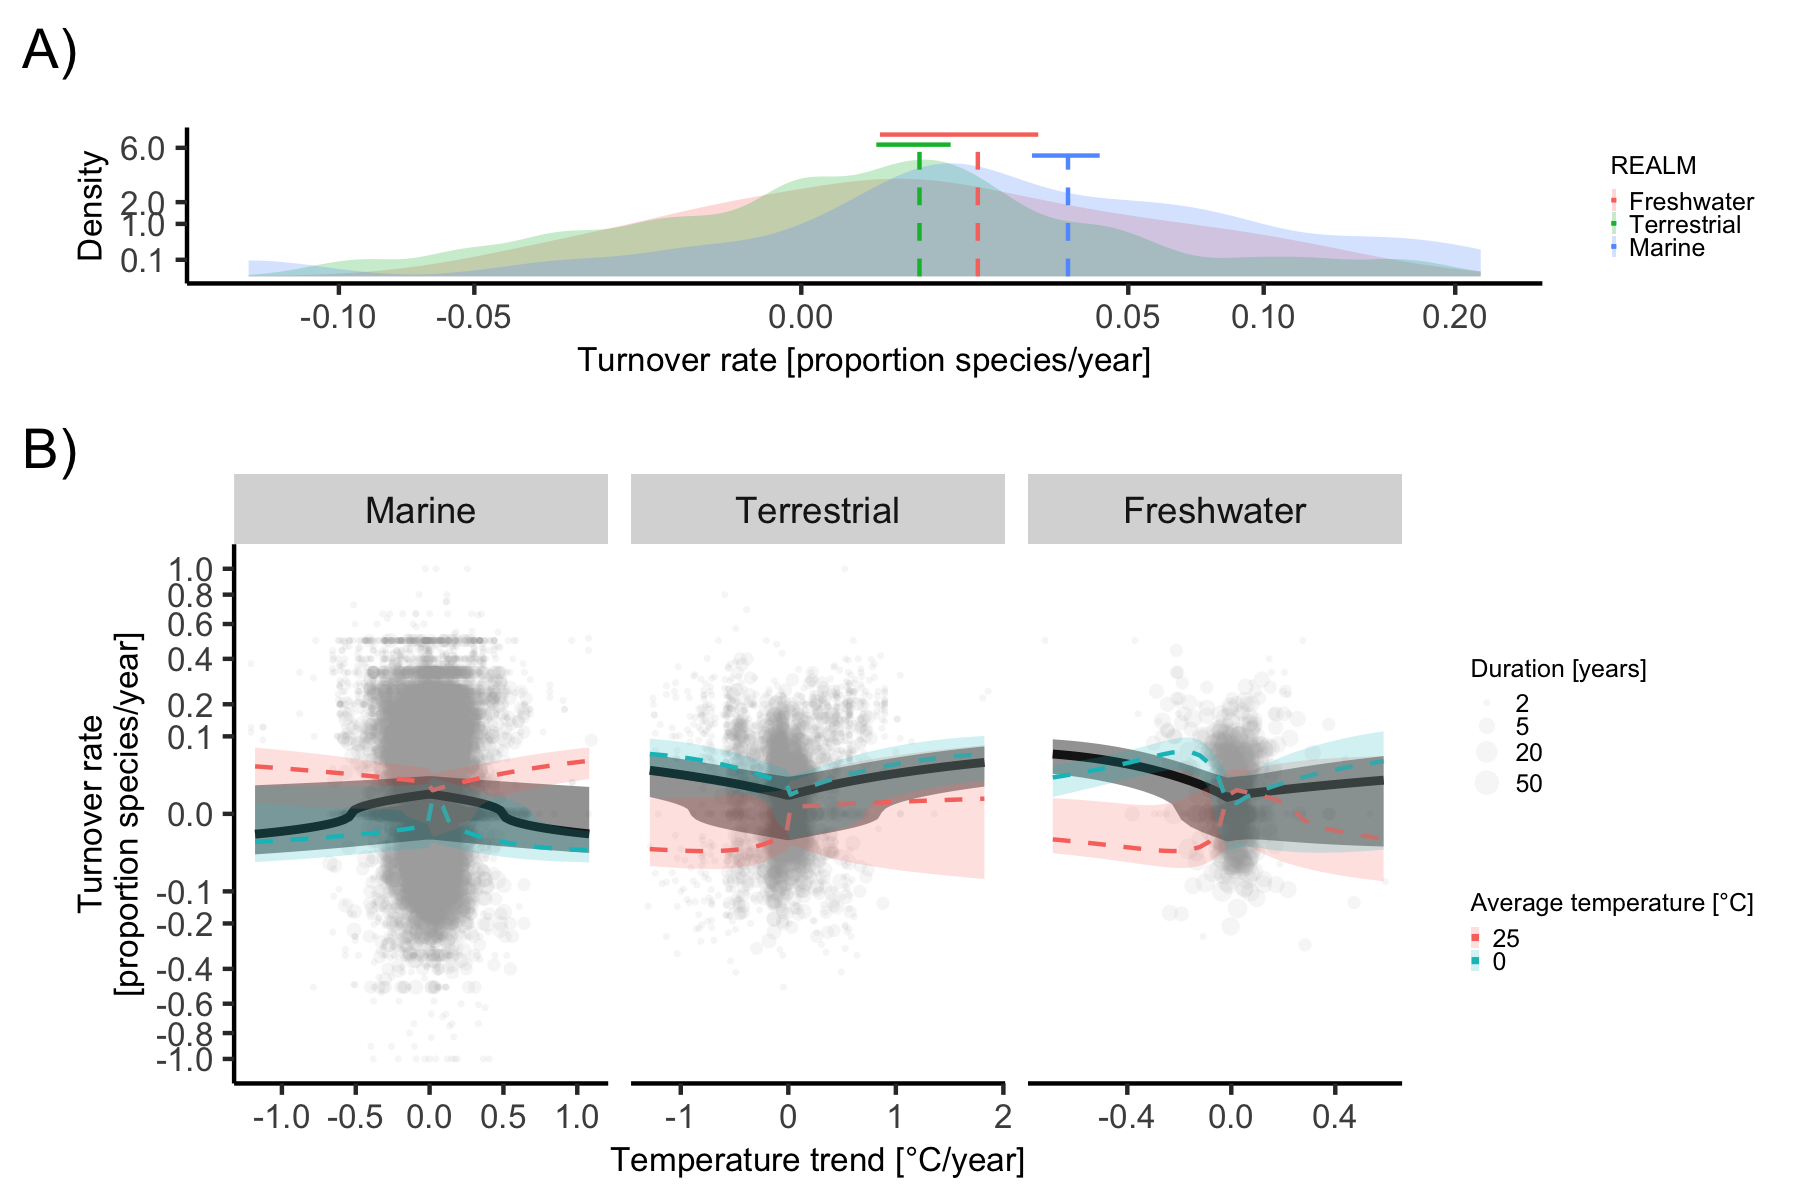 A)
Density
6.0
2.0
1.0
0.1
-0.10 -0.05 0.00 0.05 0.10 0.20
Turnover rate [proportion species/year]
REALM
Freshwater
Terrestrial
Marine
B)
Marine Terrestrial Freshwater
Turnover rate
[proportion species/year]
1.0
0.8
0.6
0.4
0.2
0.1
0.0
-0.1
-0.2
-0.4
-0.6
-0.8
-1.0
-1.0 -0.5 0.0 0.5 1.0 -1 0 1 2 -0.4 0.0 0.4
Temperature trend [°C/year]
Duration [years]
2
5
20
50
Average temperature [°C]
25
0